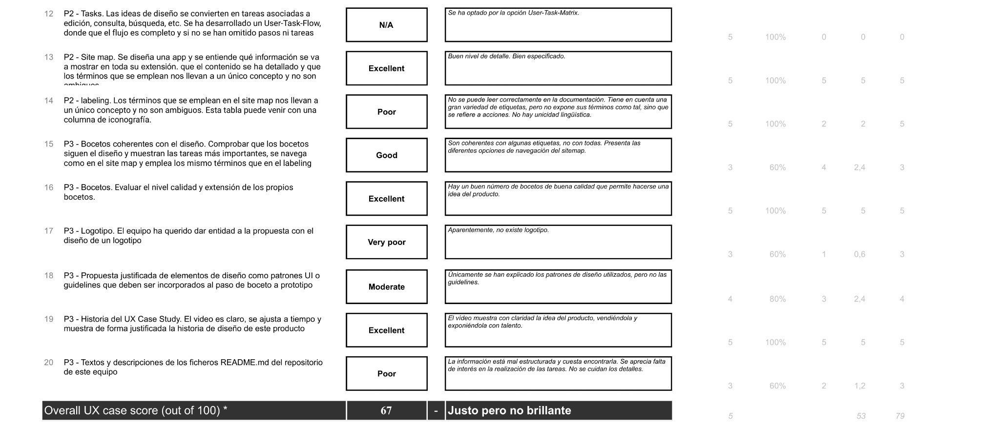 12 P2 - Tasks. Las ideas de diseño se convierten en tareas asociadas a
edición, consulta, búsqueda, etc. Se ha desarrollado un User-Task-Flow,
donde que el flujo es completo y si no se han omitido pasos ni tareas
N/A
Se ha optado por la opción User-Task-Matrix.
5 100% 0 0 0
13 P2 - Site map. Se diseña una app y se entiende qué información se va
a mostrar en toda su extensión. que el contenido se ha detallado y que
los términos que se emplean nos llevan a un único concepto y no son
ambiguos
Excellent
Buen nivel de detalle. Bien especificado.
5 100% 5 5 5
14 P2 - labeling. Los términos que se emplean en el site map nos llevan a
un único concepto y no son ambiguos. Esta tabla puede venir con una
columna de iconografía.
Poor
No se puede leer correctamente en la documentación. Tiene en cuenta una
gran variedad de etiquetas, pero no expone sus términos como tal, sino que
se refiere a acciones. No hay unicidad lingüística.
5 100% 2 2 5
15 P3 - Bocetos coherentes con el diseño. Comprobar que los bocetos
siguen el diseño y muestran las tareas más importantes, se navega
como en el site map y emplea los mismo términos que en el labeling
Good
Son coherentes con algunas etiquetas, no con todas. Presenta las
diferentes opciones de navegación del sitemap.
3 60% 4 2,4 3
16 P3 - Bocetos. Evaluar el nivel calidad y extensión de los propios
bocetos.
Excellent
Hay un buen número de bocetos de buena calidad que permite hacerse una
idea del producto.
5 100% 5 5 5
17 P3 - Logotipo. El equipo ha querido dar entidad a la propuesta con el
diseño de un logotipo
Very poor
Aparentemente, no existe logotipo.
3 60% 1 0,6 3
18 P3 - Propuesta justificada de elementos de diseño como patrones UI o
guidelines que deben ser incorporados al paso de boceto a prototipo
Moderate
Únicamente se han explicado los patrones de diseño utilizados, pero no las
guidelines.
4 80% 3 2,4 4
19 P3 - Historia del UX Case Study. El video es claro, se ajusta a tiempo y
muestra de forma justificada la historia de diseño de este producto
Excellent
El vídeo muestra con claridad la idea del producto, vendiéndola y
exponiéndola con talento.
5 100% 5 5 5
20 P3 - Textos y descripciones de los ficheros README.md del repositorio
de este equipo
Poor
La información está mal estructurada y cuesta encontrarla. Se aprecia falta
de interés en la realización de las tareas. No se cuidan los detalles.
3 60% 2 1,2 3
Overall UX case score (out of 100) * 67 - Justo pero no brillante
5 53 79